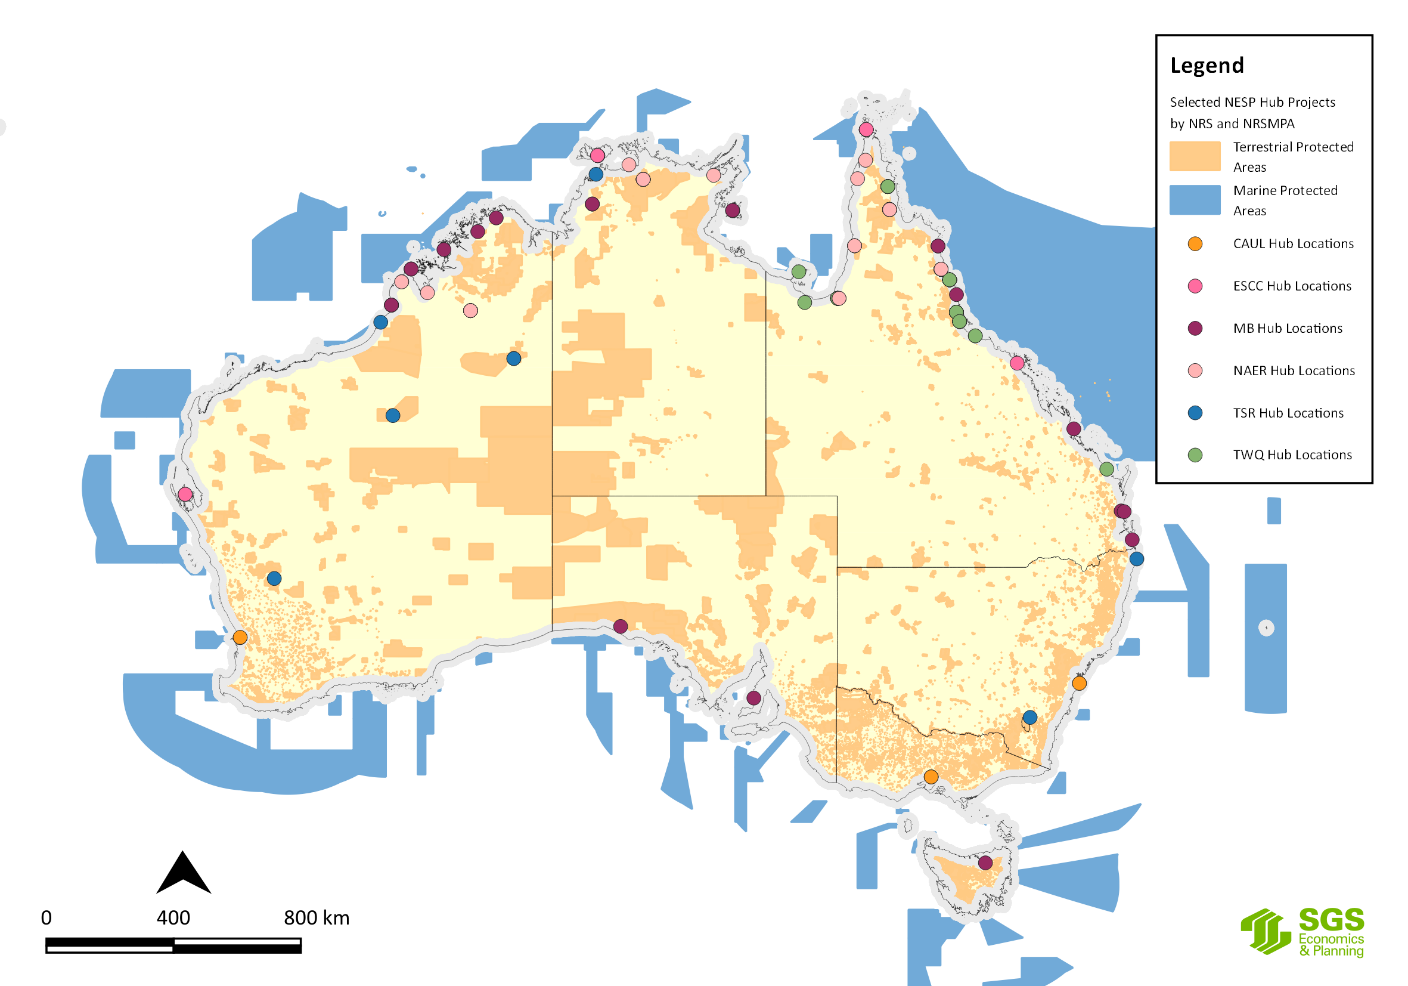 Legend
Selected NESP Hub Projects
by NRS and NRSMPA
Terrestrial Protected
Areas
Marine Protected
Areas
CAUL Hub Locations
ESCC Hub Locations
MB Hub Locations
NAER Hub Locations
TSR Hub Locations
TWQ Hub Locations
0 400 800 km
SGS
Economics
& Planning